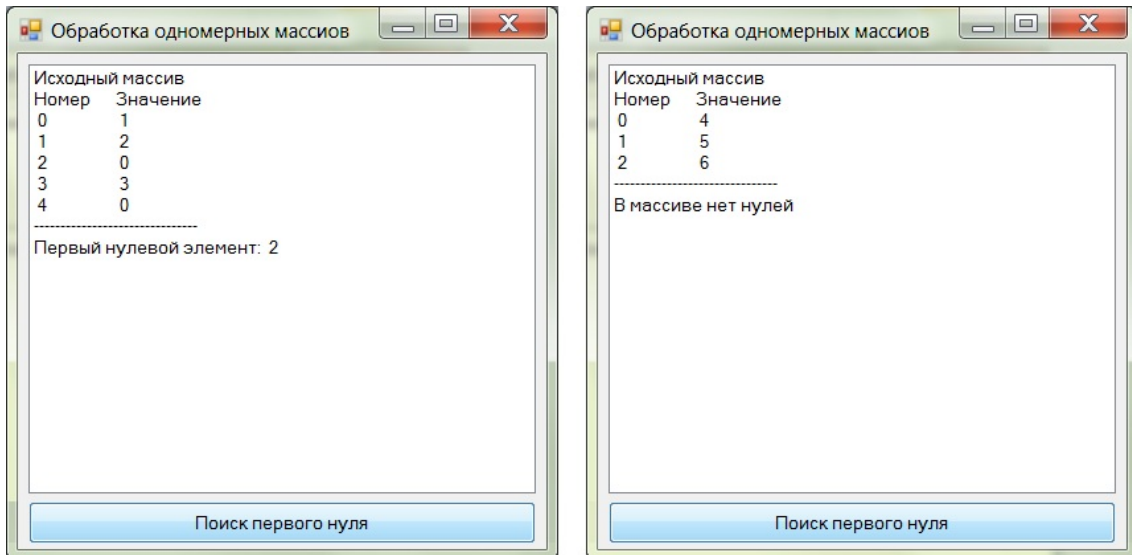 Обработка одномерных массиов
Исходный массив
Номер Значение
0 1
1 2
2 0
3 3
4 0
-------------------------------
Первый нулевой элемент: 2
Поиск первого нуля
Обработка одномерных массиов
Исходный массив
Номер Значение
0 4
1 5
2 6
-------------------------------
В массиве нет нулей
Поиск первого нуля